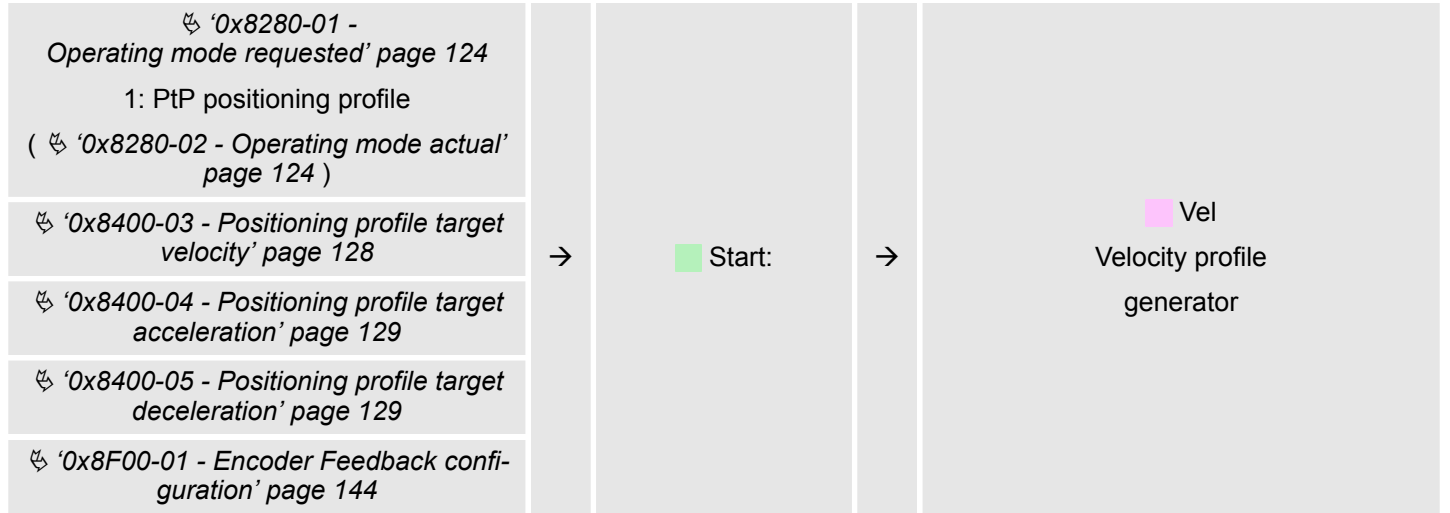 ↳ ‘0x8280-01 -
Operating mode requested’ page 124
1: PtP positioning profile
( ↳ ‘0x8280-02 - Operating mode actual’
page 124 )
↳ ‘0x8400-03 - Positioning profile target
velocity’ page 128
↳ ‘0x8400-04 - Positioning profile target
acceleration’ page 129
↳ ‘0x8400-05 - Positioning profile target
deceleration’ page 129
↳ ‘0x8F00-01 - Encoder Feedback confi-
guration’ page 144
→
Start:
→
Vel
Velocity profile
generator